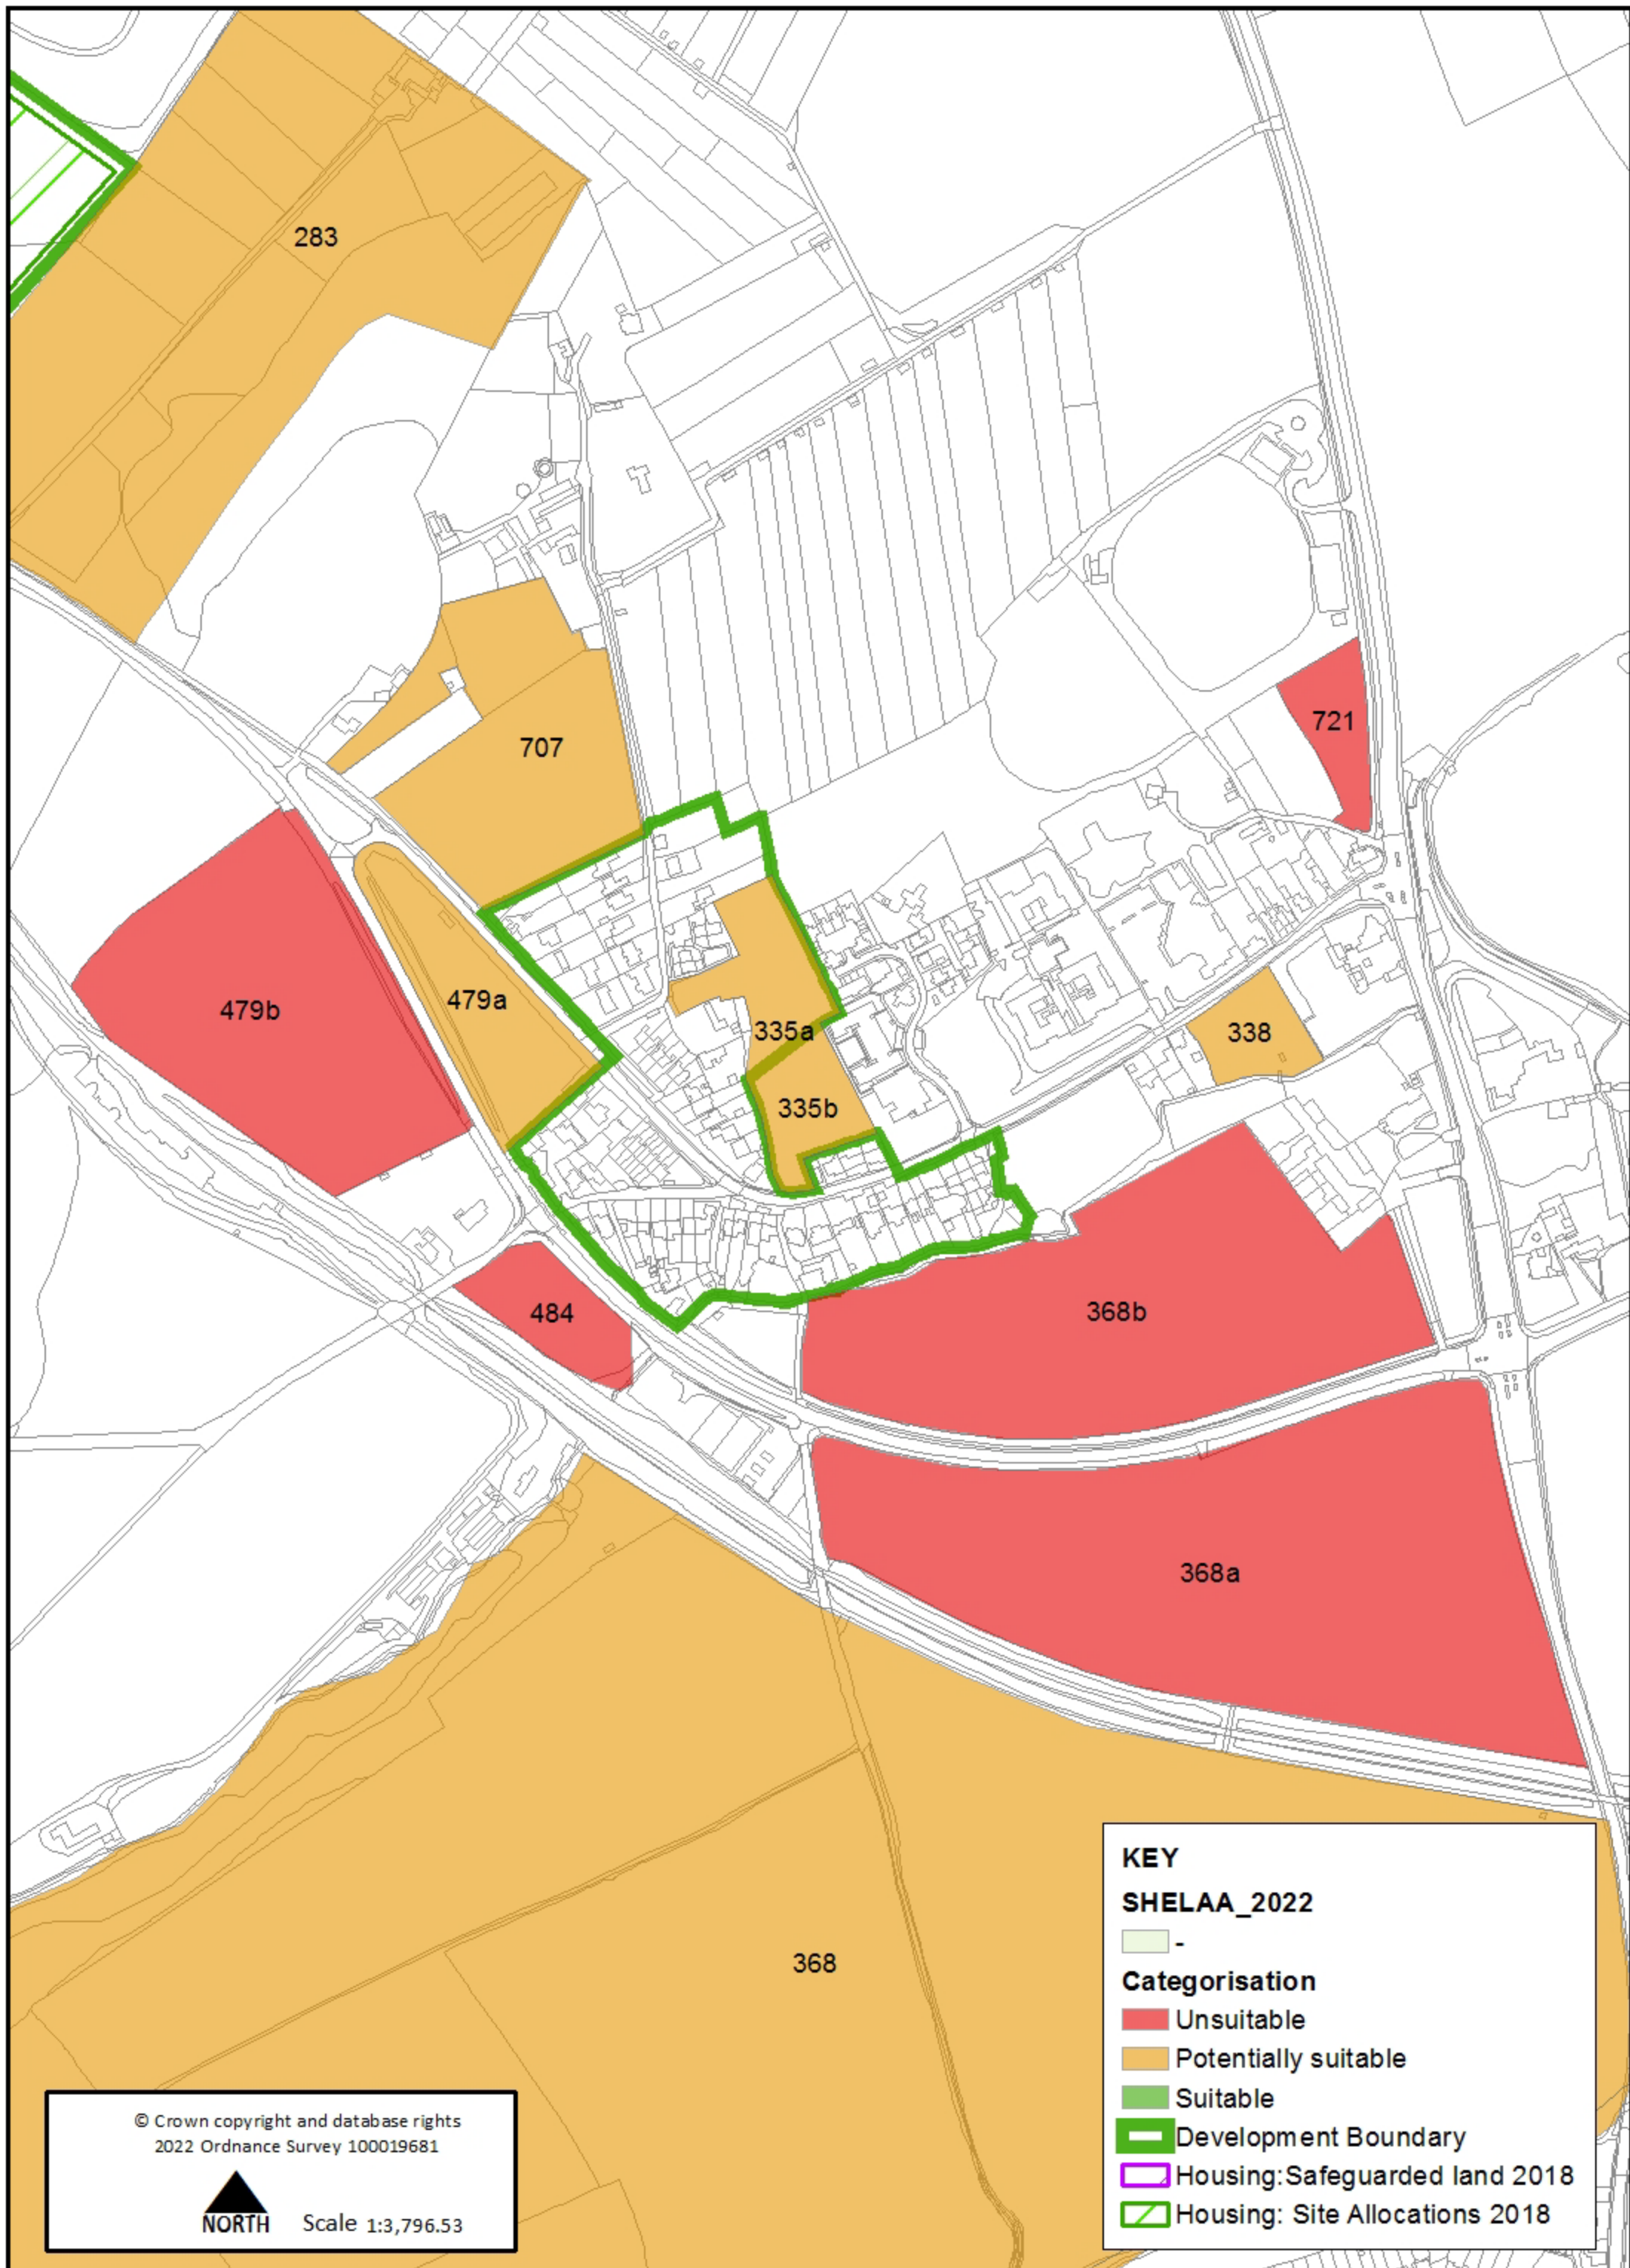 283
707
721
479b
479a
335a
338
335b
484
368b
368a
368
KEY
SHELAA_2022
-
Categorisation
Unsuitable
Potentially suitable
Suitable
Development Boundary
Housing:Safeguarded land 2018
Housing: Site Allocations 2018
© Crown copyright and database rights
2022 Ordnance Survey 100019681
NORTH Scale 1:3,796.53